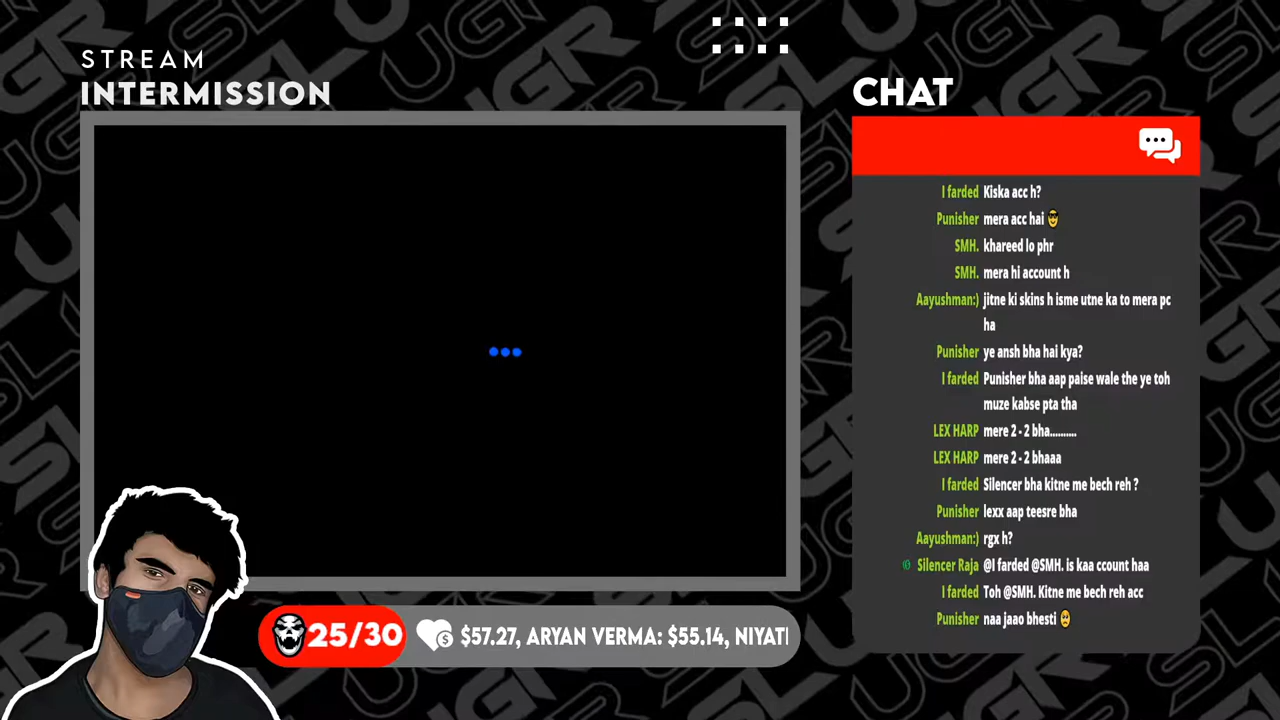 STREAM
INTERMISSION
CHAT
I farded Kiska acc h?
Punisher mera acc hai
SMH. khareed lo phr
SMH. mera hi account h
Aayushman:) jitne ki skins h isme utne ka to mera pc
ha
Punisher ye ansh bha hai kya?
I farded Punisher bha aap paise wale the ye toh
muze kabse pta tha
LEX HARP mere 2 - 2 bha..........
LEX HARP mere 2 - 2 bhaaa
I farded Silencer bha kitne me bech reh ?
Punisher lexx aap teesre bha
Aayushman:) rgx h?
Silencer Raja @I farded @SMH. is kaa ccount haa
I farded Toh @SMH. Kitne me bech reh acc
Punisher naa jaao bhesti
25/30
$57.27, ARYAN VERMA: $55.14, NIYATI